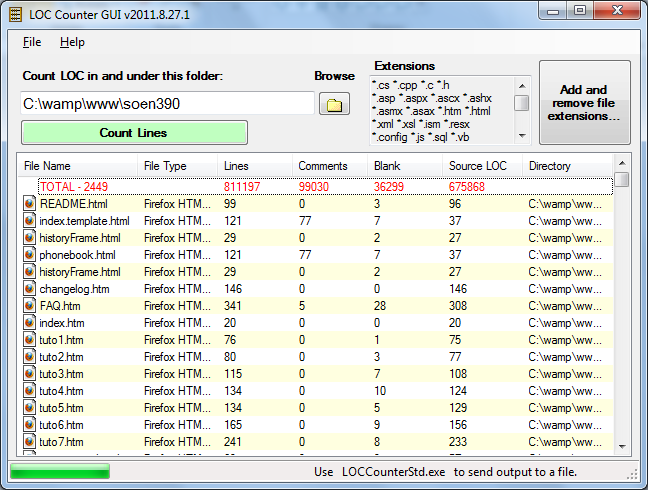 LOC Counter GUI v2011.8.27.1
File Help
Count LOC in and under this folder:
Browse
C:\wamp\www\soen390
Count Lines
Extensions
*.cs *.cpp *.c *.h
*.asp *.aspx *.ascx *.ashx
*.asmx *.asax *.htm *.html
*.xml *.xsl *.ism *.resx
*.config *.js *.sql *.vb
Add and
remove file
extensions...
File Name File Type Lines Comments Blank Source LOC Directory
TOTAL - 2449 811197 99030 36299 675868
README.html Firefox HTM... 99 0 3 96 C:\wamp\ww...
index.template.html Firefox HTM... 121 77 7 37 C:\wamp\ww...
historyFrame.html Firefox HTM... 29 0 2 27 C:\wamp\ww...
phonebook.html Firefox HTM... 121 77 7 37 C:\wamp\ww...
historyFrame.html Firefox HTM... 29 0 2 27 C:\wamp\ww...
changelog.htm Firefox HTM... 146 0 0 146 C:\wamp\ww...
FAQ.htm Firefox HTM... 341 5 28 308 C:\wamp\ww...
index.htm Firefox HTM... 20 0 0 20 C:\wamp\ww...
tuto1.htm Firefox HTM... 76 0 1 75 C:\wamp\ww...
tuto2.htm Firefox HTM... 80 0 3 77 C:\wamp\ww...
tuto3.htm Firefox HTM... 115 0 7 108 C:\wamp\ww...
tuto4.htm Firefox HTM... 134 0 10 124 C:\wamp\ww...
tuto5.htm Firefox HTM... 134 0 5 129 C:\wamp\ww...
tuto6.htm Firefox HTM... 165 0 9 156 C:\wamp\ww...
tuto7.htm Firefox HTM... 241 0 8 233 C:\wamp\ww...
Use LOCCounterStd.exe to send output to a file.